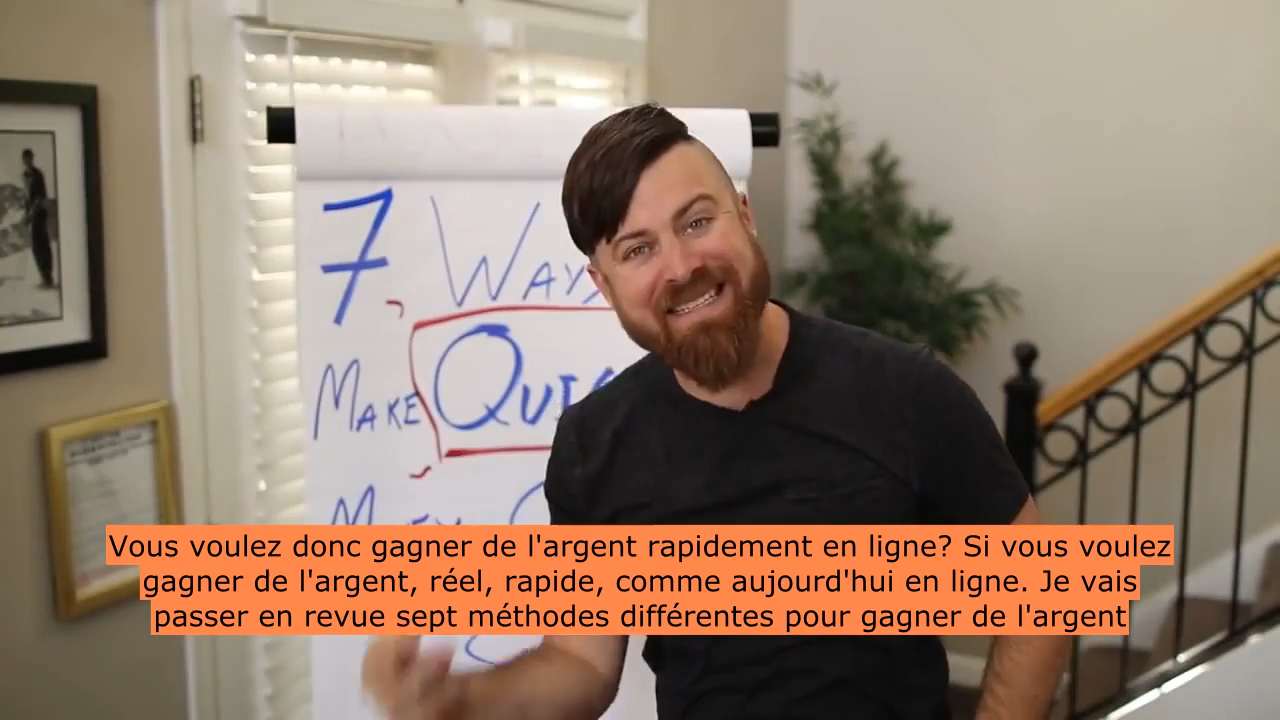 7 WAYS
MAKE
Vous voulez donc gagner de l'argent rapidement en ligne? Si vous voulez
gagner de l'argent, réel, rapide, comme aujourd'hui en ligne. Je vais
passer en revue sept méthodes différentes pour gagner de l'argent